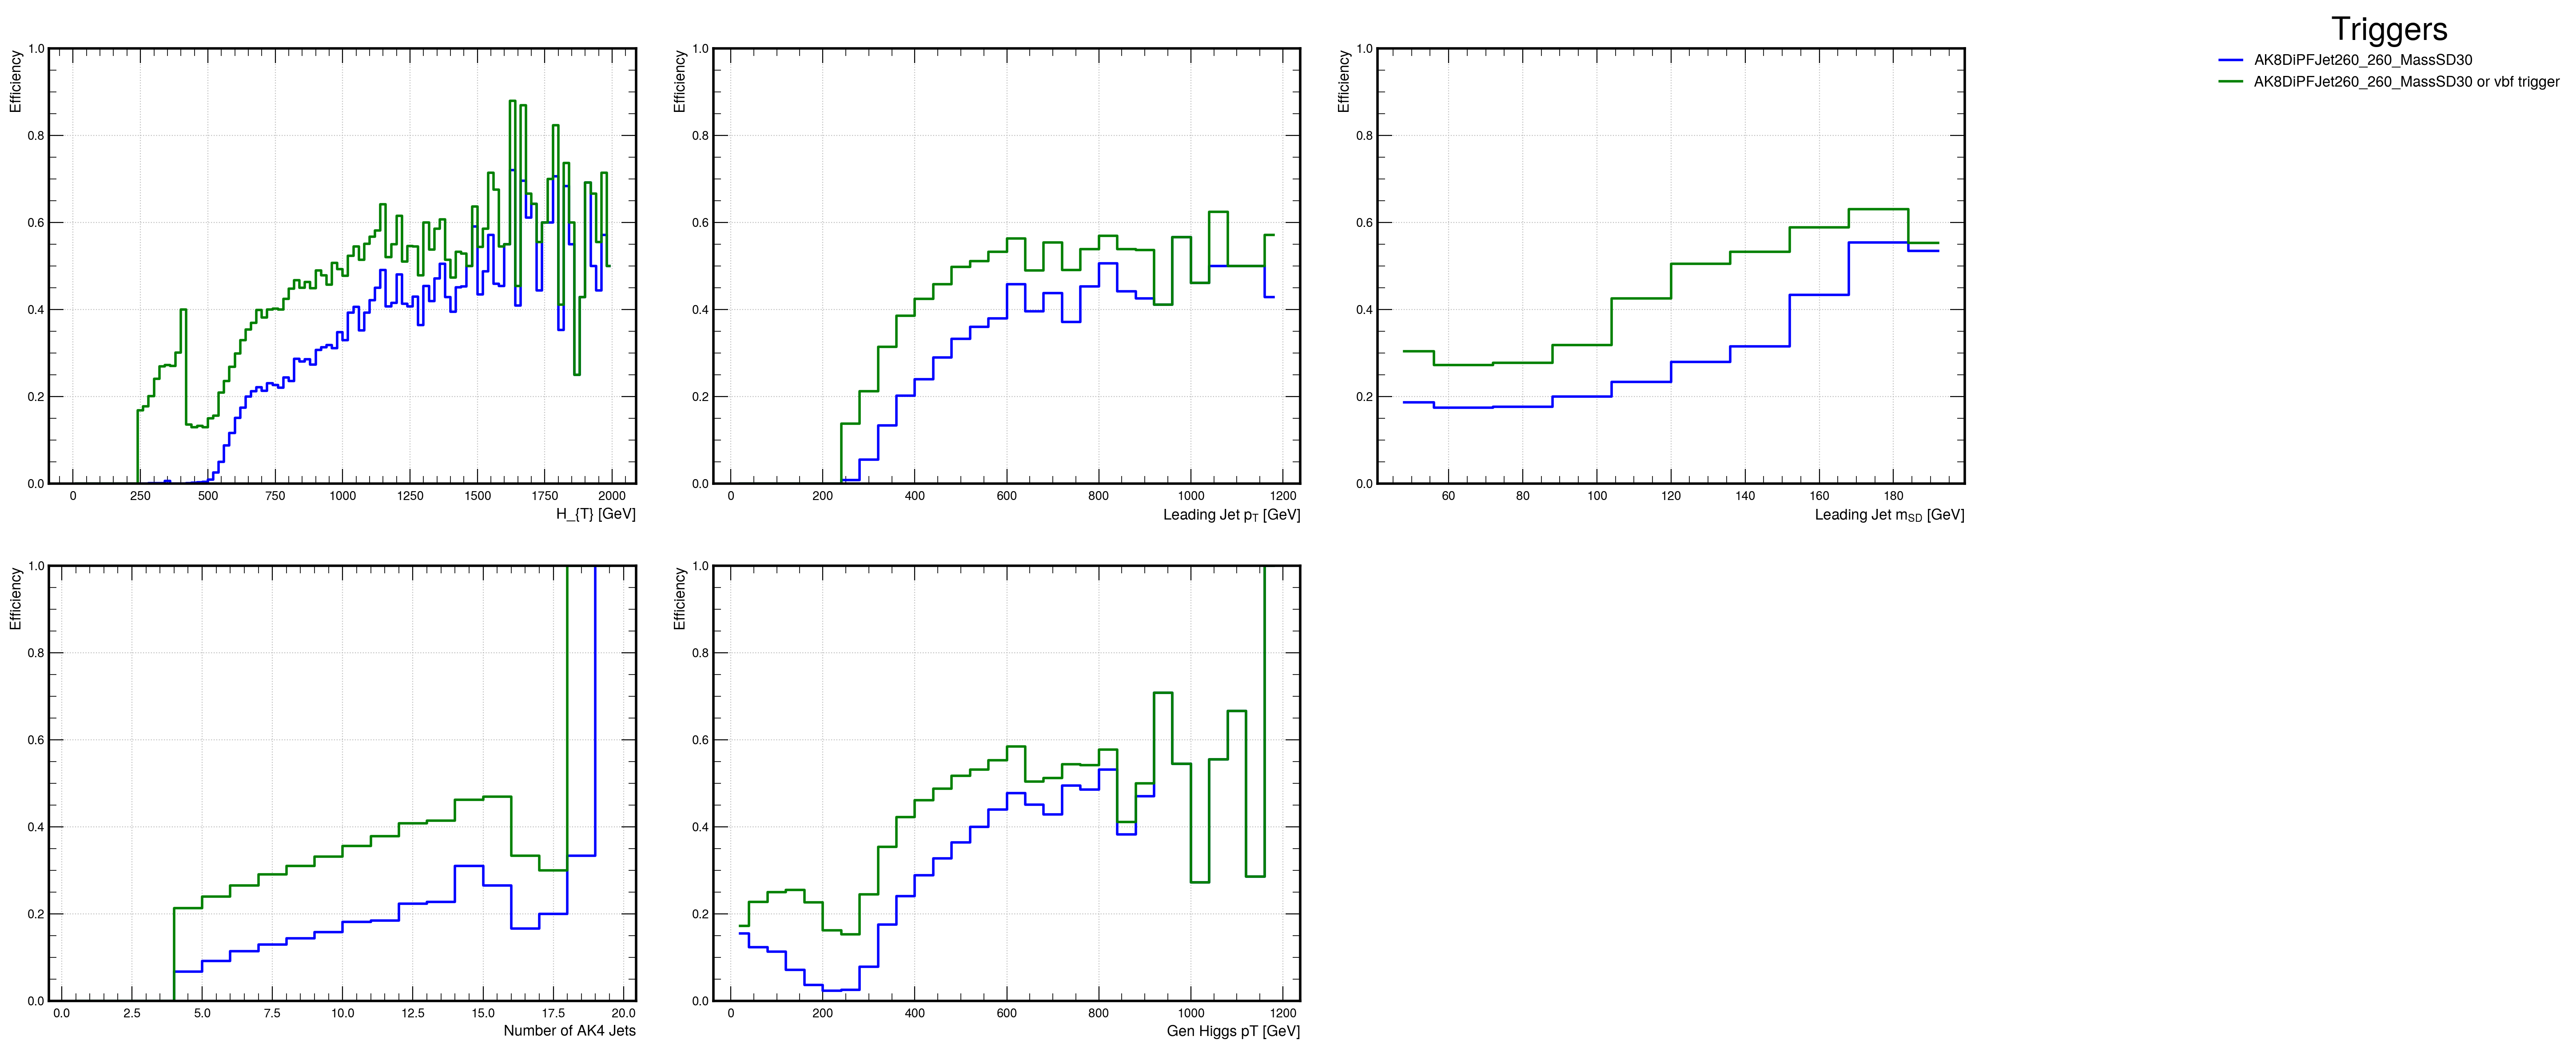 Triggers
AK8DiPFJet260_260_MassSD30
AK8DiPFJet260_260_MassSD30 or vbf trigger
Efficiency
1.0
0.8
0.6
0.4
0.2
0.0
0 250 500 750 1000 1250 1500 1750 2000
H_{T} [GeV]
Efficiency
1.0
0.8
0.6
0.4
0.2
0.0
0 200 400 600 800 1000 1200
Leading Jet pT [GeV]
Efficiency
1.0
0.8
0.6
0.4
0.2
0.0
60 80 100 120 140 160 180
Leading Jet mSD [GeV]
Efficiency
1.0
0.8
0.6
0.4
0.2
0.0
0.0 2.5 5.0 7.5 10.0 12.5 15.0 17.5 20.0
Number of AK4 Jets
Efficiency
1.0
0.8
0.6
0.4
0.2
0.0
0 200 400 600 800 1000 1200
Gen Higgs pT [GeV]